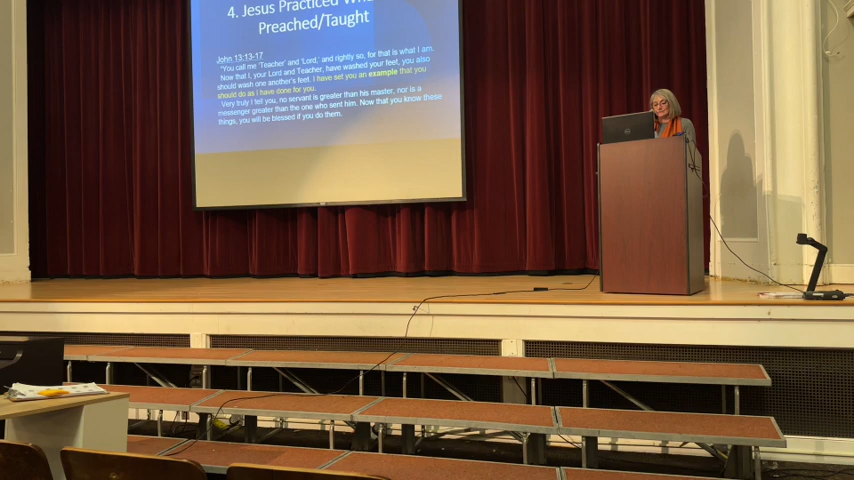 4. Jesus Practiced
Preached/Taught
John 13:13-17
"You call me 'Teacher' and 'Lord,' and rightly so, for that is what I am.
Now that I, your Lord and Teacher, have washed your feet, you also
should wash one another's feet. I have set you an example that you
should do as I have done for you.
Very truly I tell you, no servant is greater than his master, nor is a
messenger greater than the one who sent him. Now that you know these
things, you will be blessed if you do them.
DELL